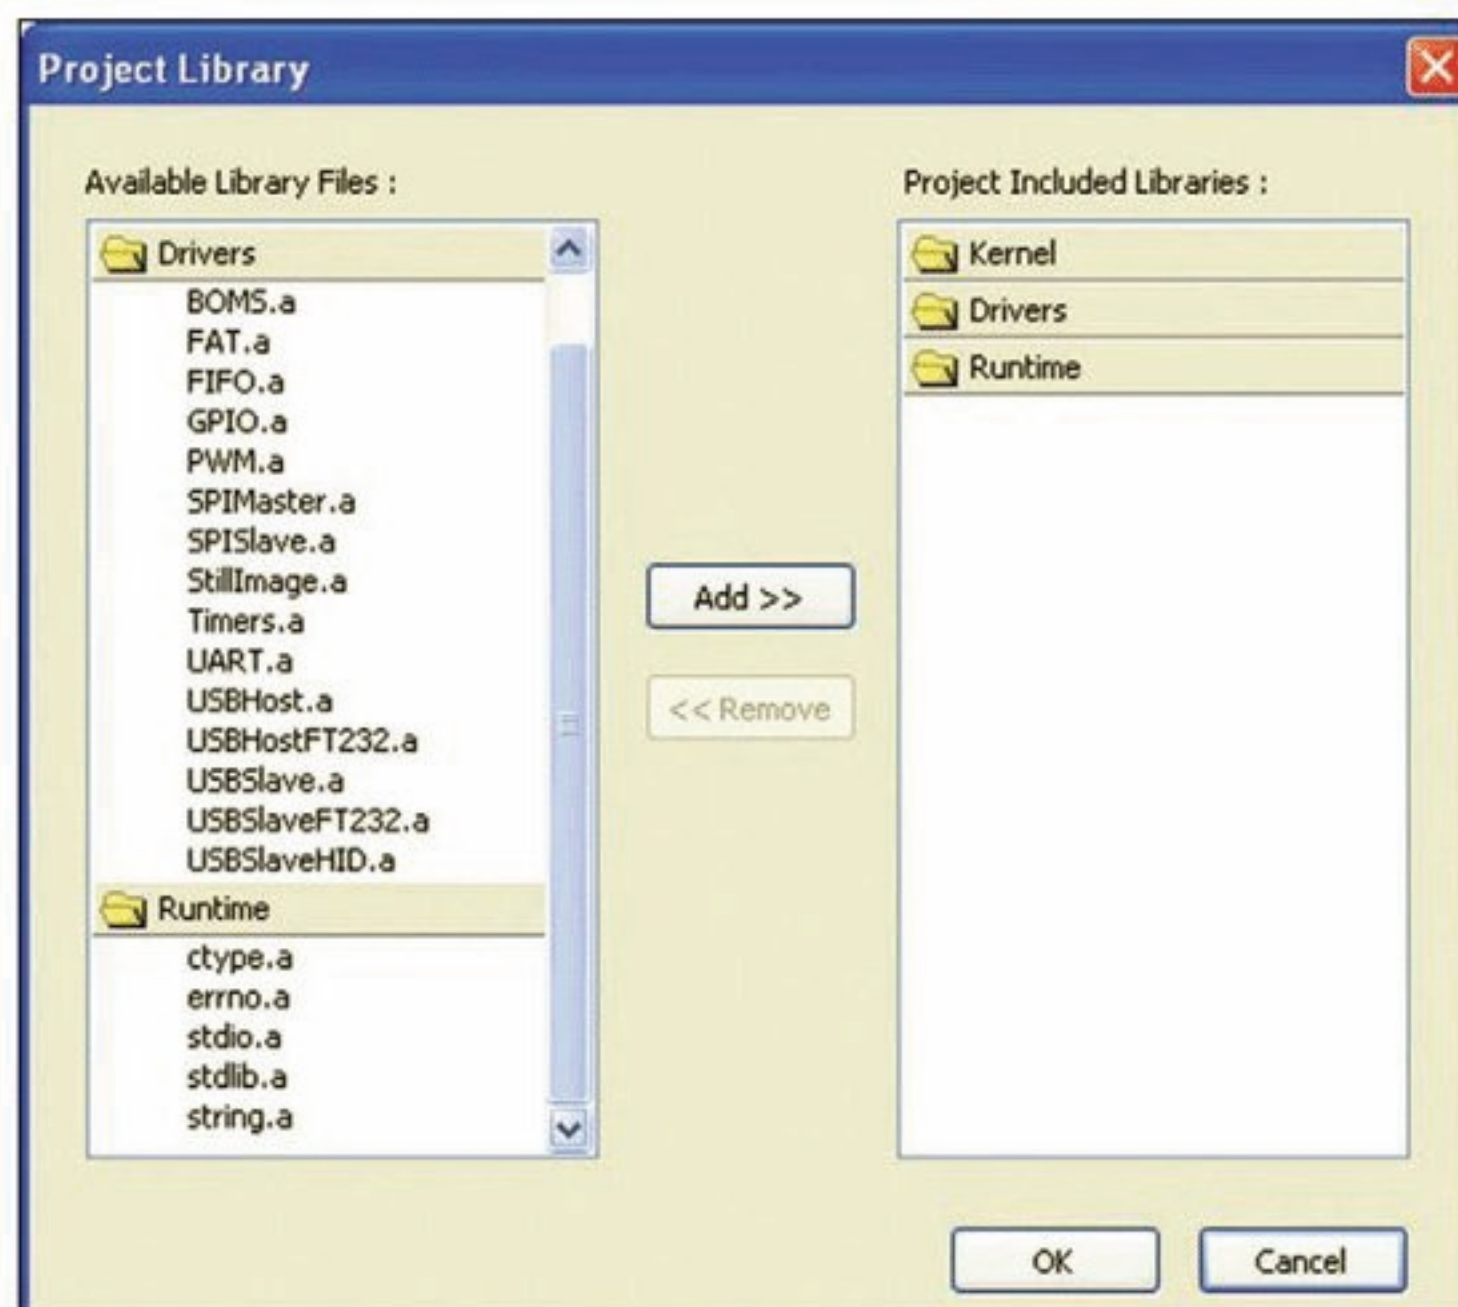 Project Library
Available Library Files :
Drivers
BOMS.a
FAT.a
FIFO.a
GPIO.a
PWM.a
SPIMaster.a
SPISlave.a
StillImage.a
Timers.a
UART.a
USBHost.a
USBHostFT232.a
USBSlave.a
USBSlaveFT232.a
USBSlaveHID.a
Runtime
ctype.a
errno.a
stdio.a
stdlib.a
string.a
Add >>
<< Remove
Project Included Libraries :
Kernel
Drivers
Runtime
OK
Cancel